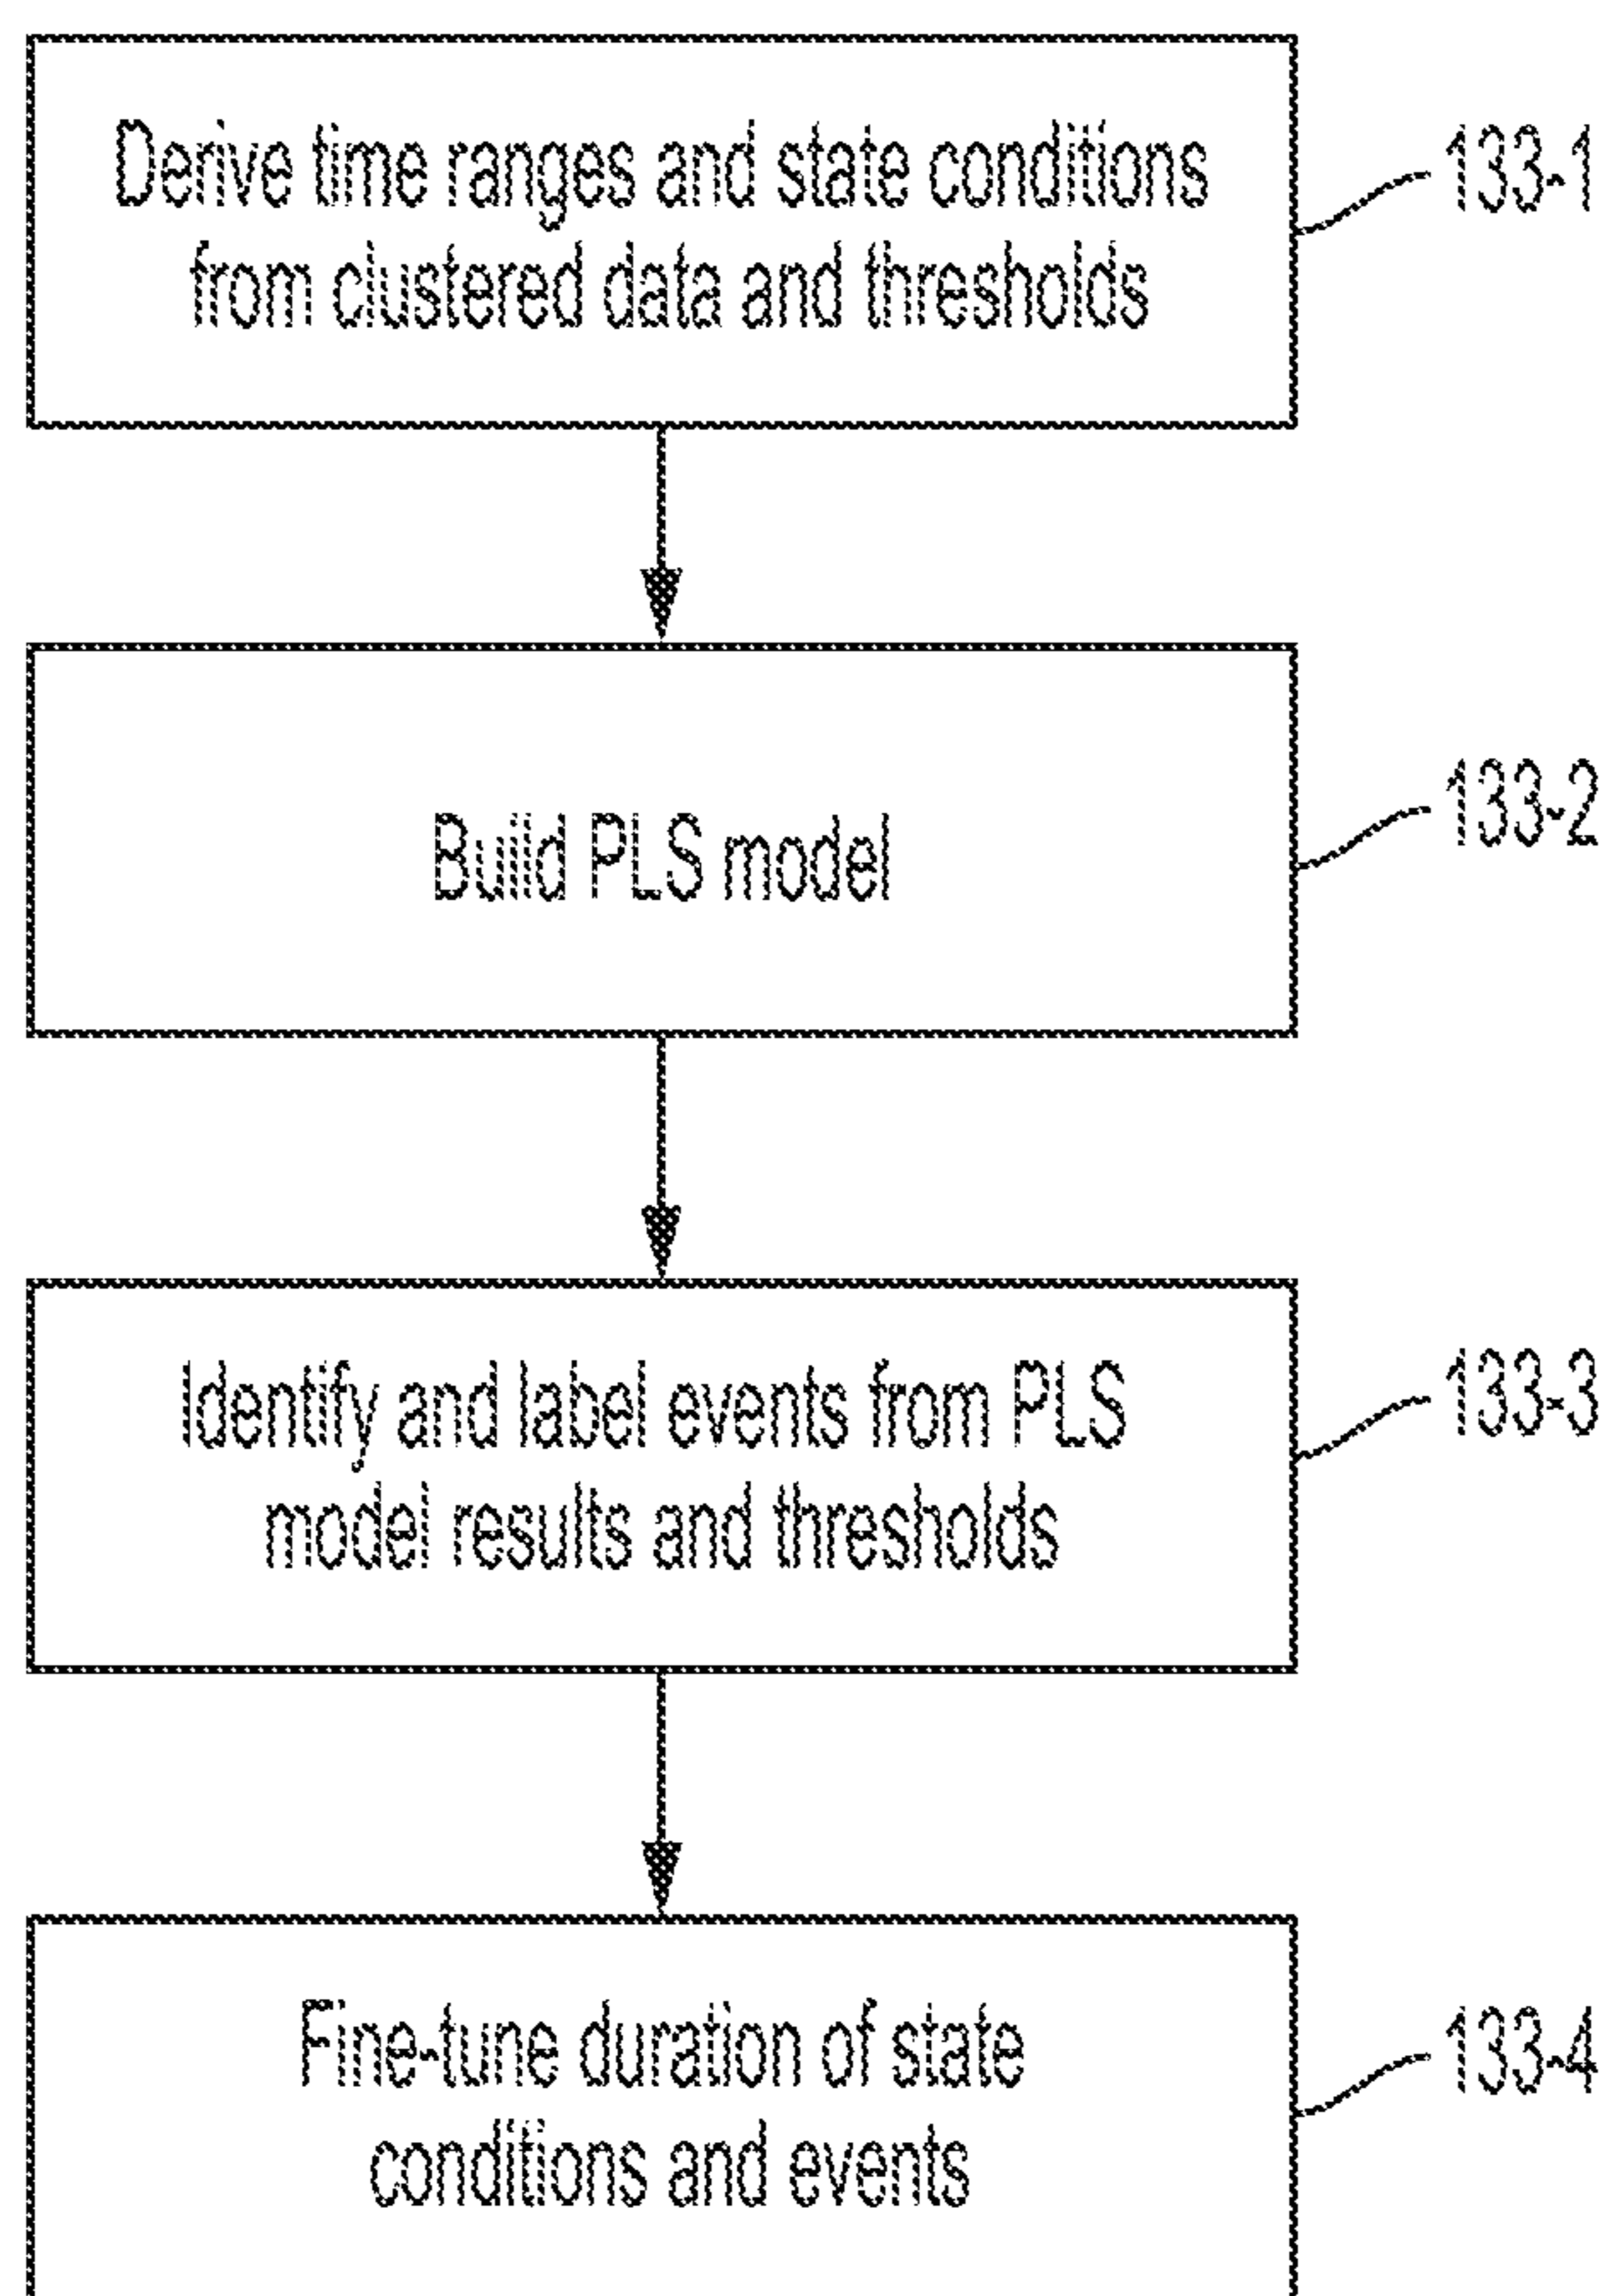 Derive time ranges and state conditions
from clustered data and thresholds
133-1
Build PLS model
133-2
Identify and label events from PLS
model results and thresholds
133-3
Fine-tune duration of state
conditions and events
133-4